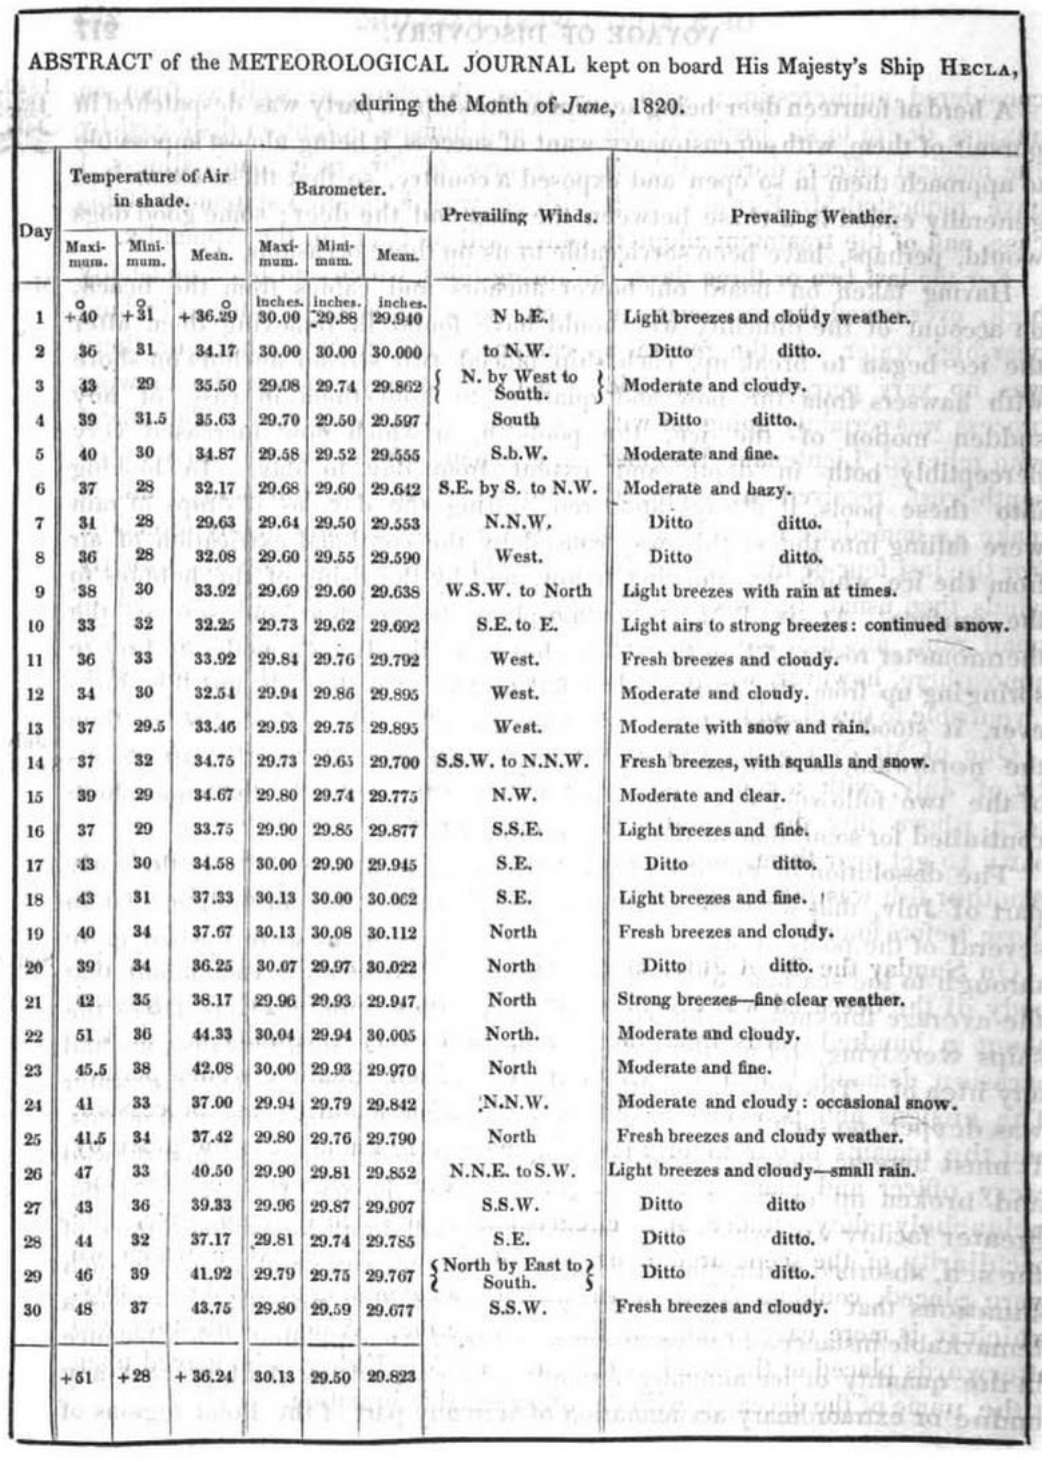 ABSTRACT of the METEOROLOGICAL JOURNAL kept on board His Majesty's Ship HECLA,
during the Month of June, 1820.
Day Temperature of Air in shade. Barometer. Prevailing Winds. Prevailing Weather.
Maxi-mum. Mini-mum. Mean. Maxi-mum. Mini-mum. Mean.
o o o inches. inches. inches.
1 +40 +31 +36.29 30.00 29.88 29.940 N b.E. Light breezes and cloudy weather.
2 36 31 34.17 30.00 30.00 30.000 to N.W. Ditto ditto.
3 43 29 35.50 29.98 29.74 29.862 { N. by West to South. } Moderate and cloudy.
4 39 31.5 35.63 29.70 29.50 29.597 South Ditto ditto.
5 40 30 34.87 29.58 29.52 29.555 S.b.W. Moderate and fine.
6 37 28 32.17 29.68 29.60 29.642 S.E. by S. to N.W. Moderate and hazy.
7 31 28 29.63 29.64 29.50 29.553 N.N.W. Ditto ditto.
8 36 28 32.08 29.60 29.55 29.590 West. Ditto ditto.
9 38 30 33.92 29.69 29.60 29.638 W.S.W. to North Light breezes with rain at times.
10 33 32 32.25 29.73 29.62 29.692 S.E. to E. Light airs to strong breezes: continued snow.
11 36 33 33.92 29.84 29.76 29.792 West. Fresh breezes and cloudy.
12 34 30 32.54 29.94 29.86 29.895 West. Moderate and cloudy.
13 37 29.5 33.46 29.93 29.75 29.895 West. Moderate with snow and rain.
14 37 32 34.75 29.73 29.65 29.700 S.S.W. to N.N.W. Fresh breezes, with squalls and snow.
15 39 29 34.67 29.80 29.74 29.775 N.W. Moderate and clear.
16 37 29 33.75 29.90 29.85 29.877 S.S.E. Light breezes and fine.
17 43 30 34.58 30.00 29.90 29.945 S.E. Ditto ditto.
18 43 31 37.33 30.13 30.00 30.062 S.E. Light breezes and fine.
19 40 34 37.67 30.13 30.08 30.112 North Fresh breezes and cloudy.
20 39 34 36.25 30.07 29.97 30.022 North Ditto ditto.
21 42 35 38.17 29.96 29.93 29.947 North Strong breezes—fine clear weather.
22 51 36 44.33 30.04 29.94 30.005 North. Moderate and cloudy.
23 45.5 38 42.08 30.00 29.93 29.970 North Moderate and fine.
24 41 33 37.00 29.94 29.79 29.842 N.N.W. Moderate and cloudy: occasional snow.
25 41.5 34 37.42 29.80 29.76 29.790 North Fresh breezes and cloudy weather.
26 47 33 40.50 29.90 29.81 29.852 N.N.E. to S.W. Light breezes and cloudy—small rain.
27 43 36 39.33 29.96 29.87 29.907 S.S.W. Ditto ditto
28 44 32 37.17 29.81 29.74 29.785 S.E. Ditto ditto.
29 46 39 41.92 29.79 29.75 29.767 { North by East to South. } Ditto ditto.
30 48 37 43.75 29.80 29.59 29.677 S.S.W. Fresh breezes and cloudy.
+51 +28 +36.24 30.13 29.50 29.823